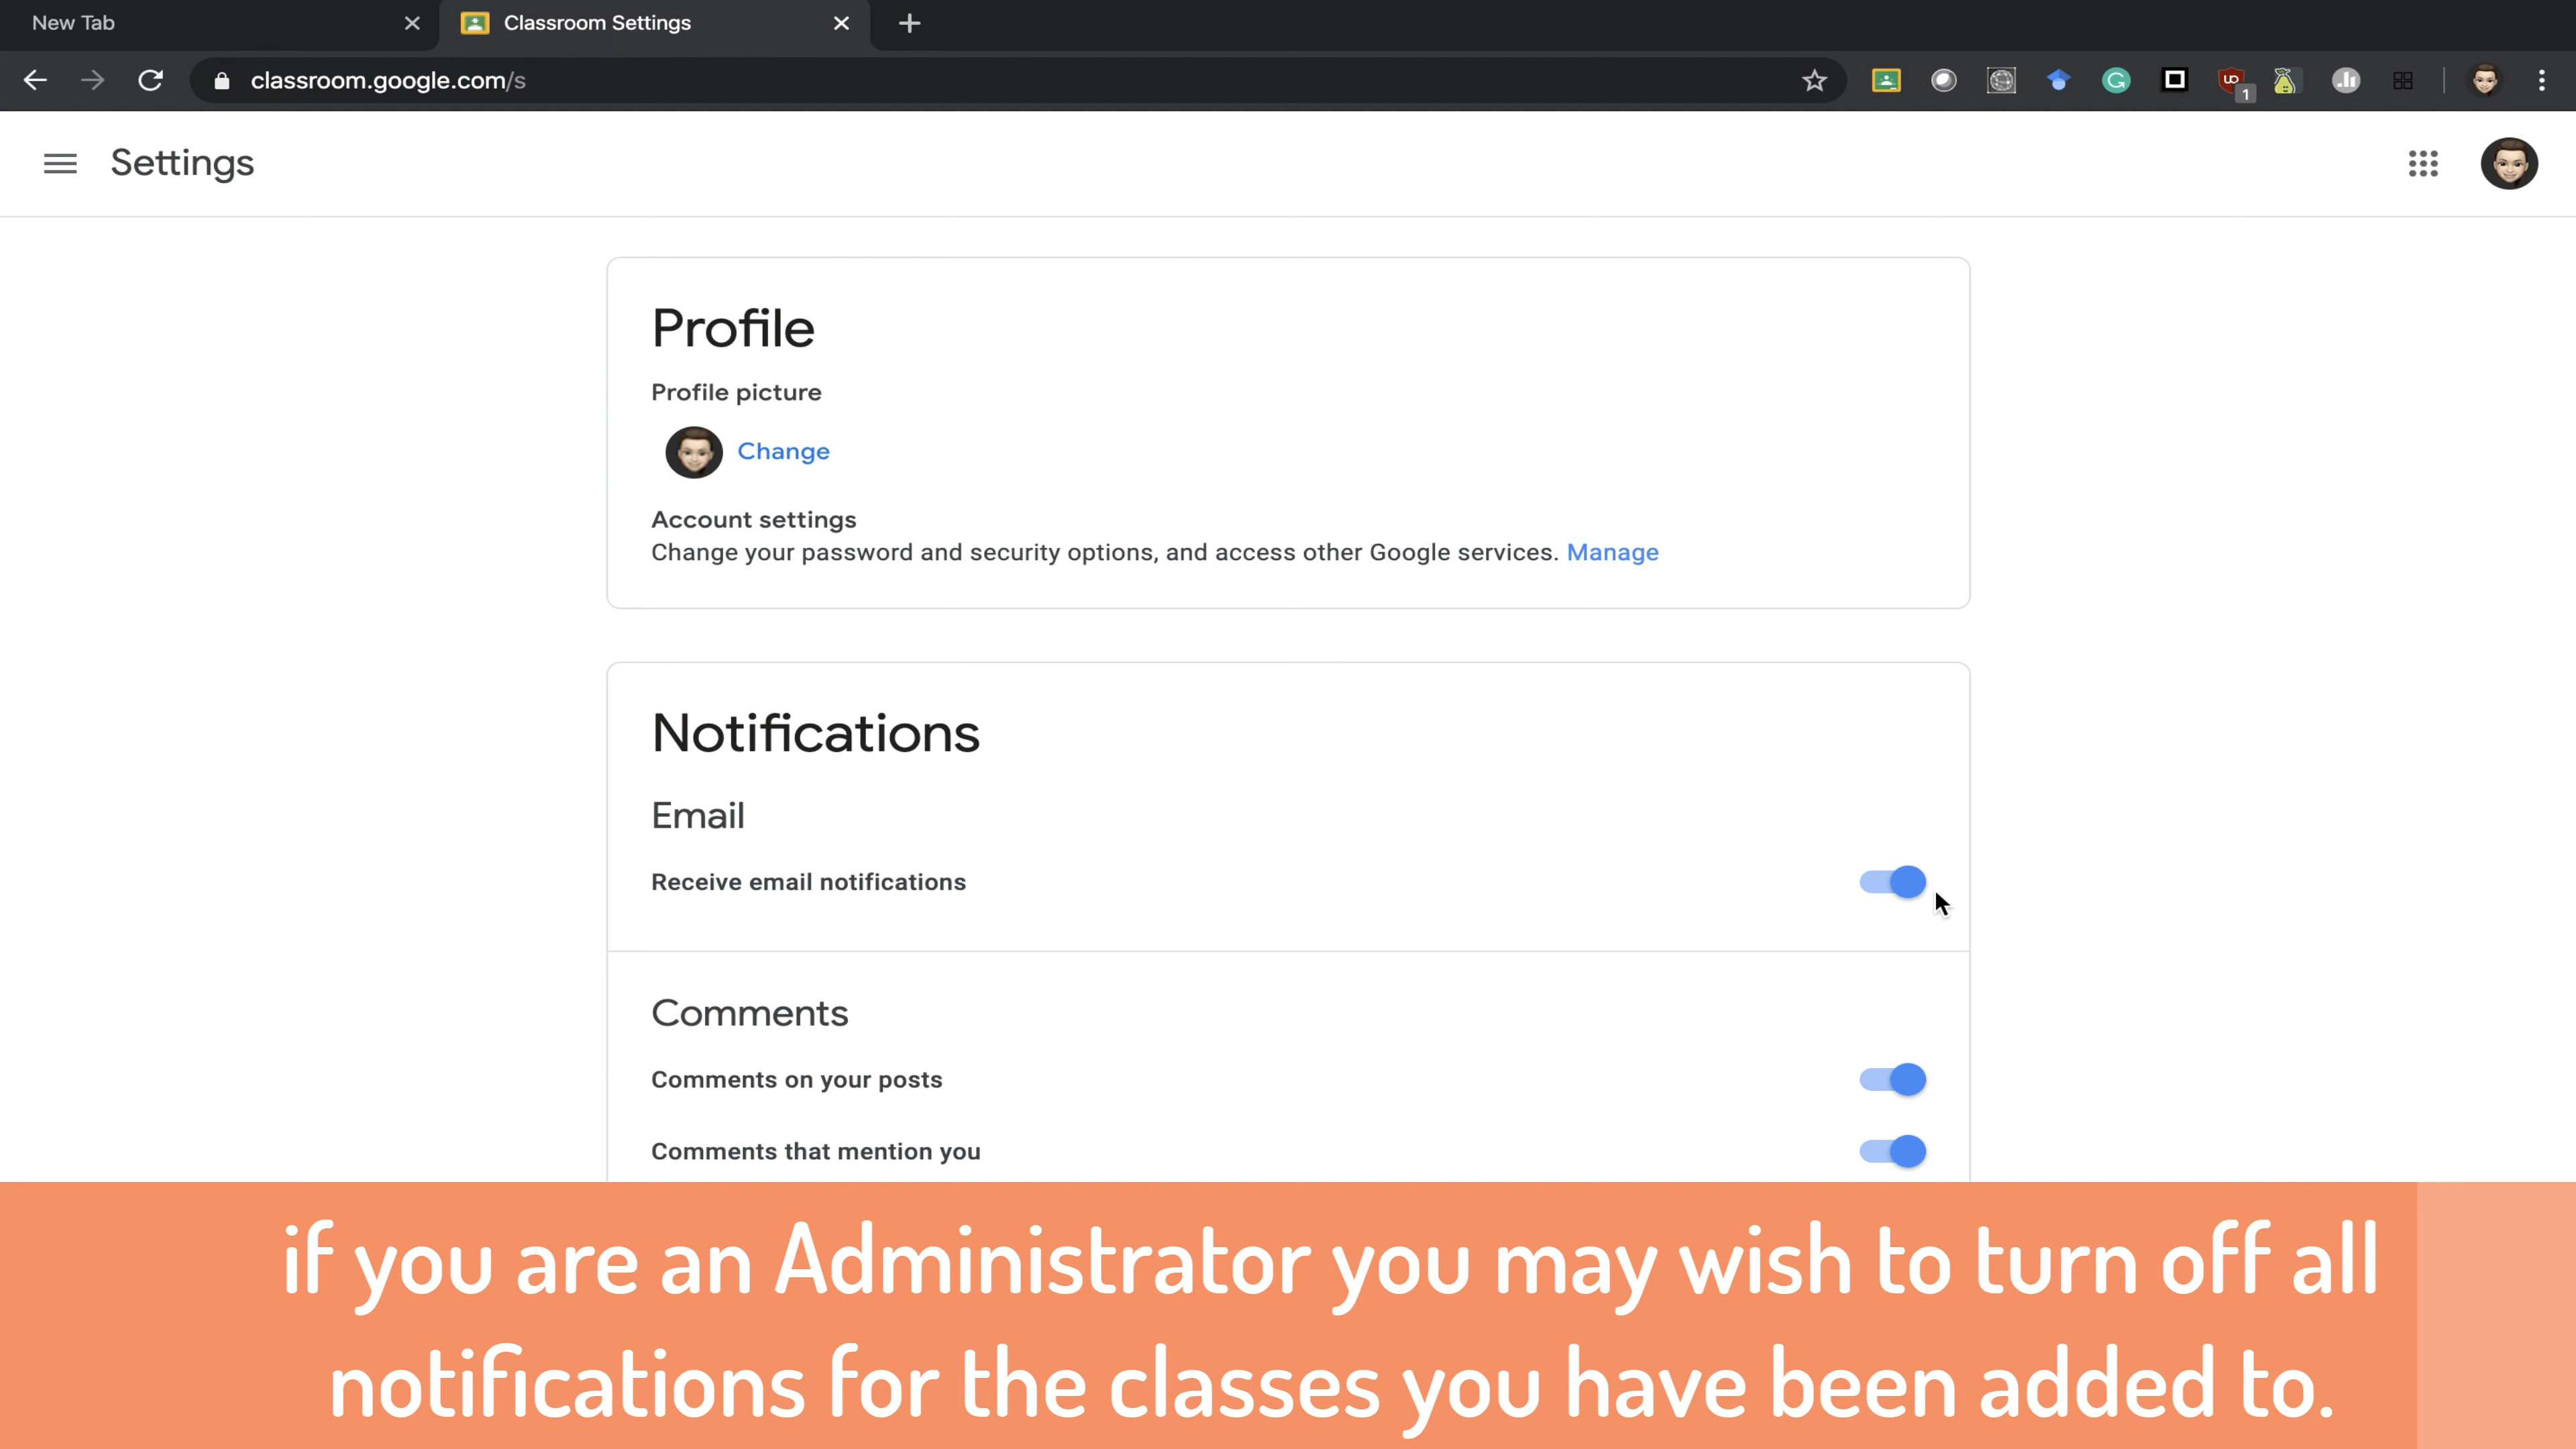 New Tab
Classroom Settings
classroom.google.com/s
1
Settings
Profile
Profile picture
Change
Account settings
Change your password and security options, and access other Google services. Manage
Notifications
Email
Receive email notifications
Comments
Comments on your posts
Comments that mention you
if you are an Administrator you may wish to turn off all
notifications for the classes you have been added to.